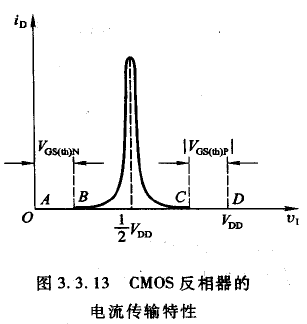 i_D
V_GS(th)N
|V_GS(th)P|
A
B
C
D
O
1/2 V_DD
V_DD
υ_I
图 3.3.13 CMOS 反相器的
电流传输特性